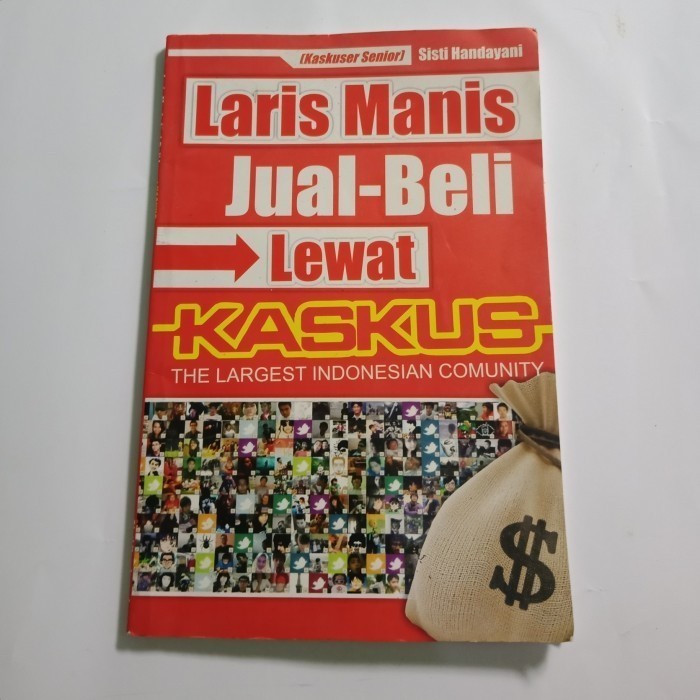 (Kaskuser Senior) Sisti Handayani
Laris Manis
Jual-Beli
Lewat
KASKUS
THE LARGEST INDONESIAN COMUNITY
$